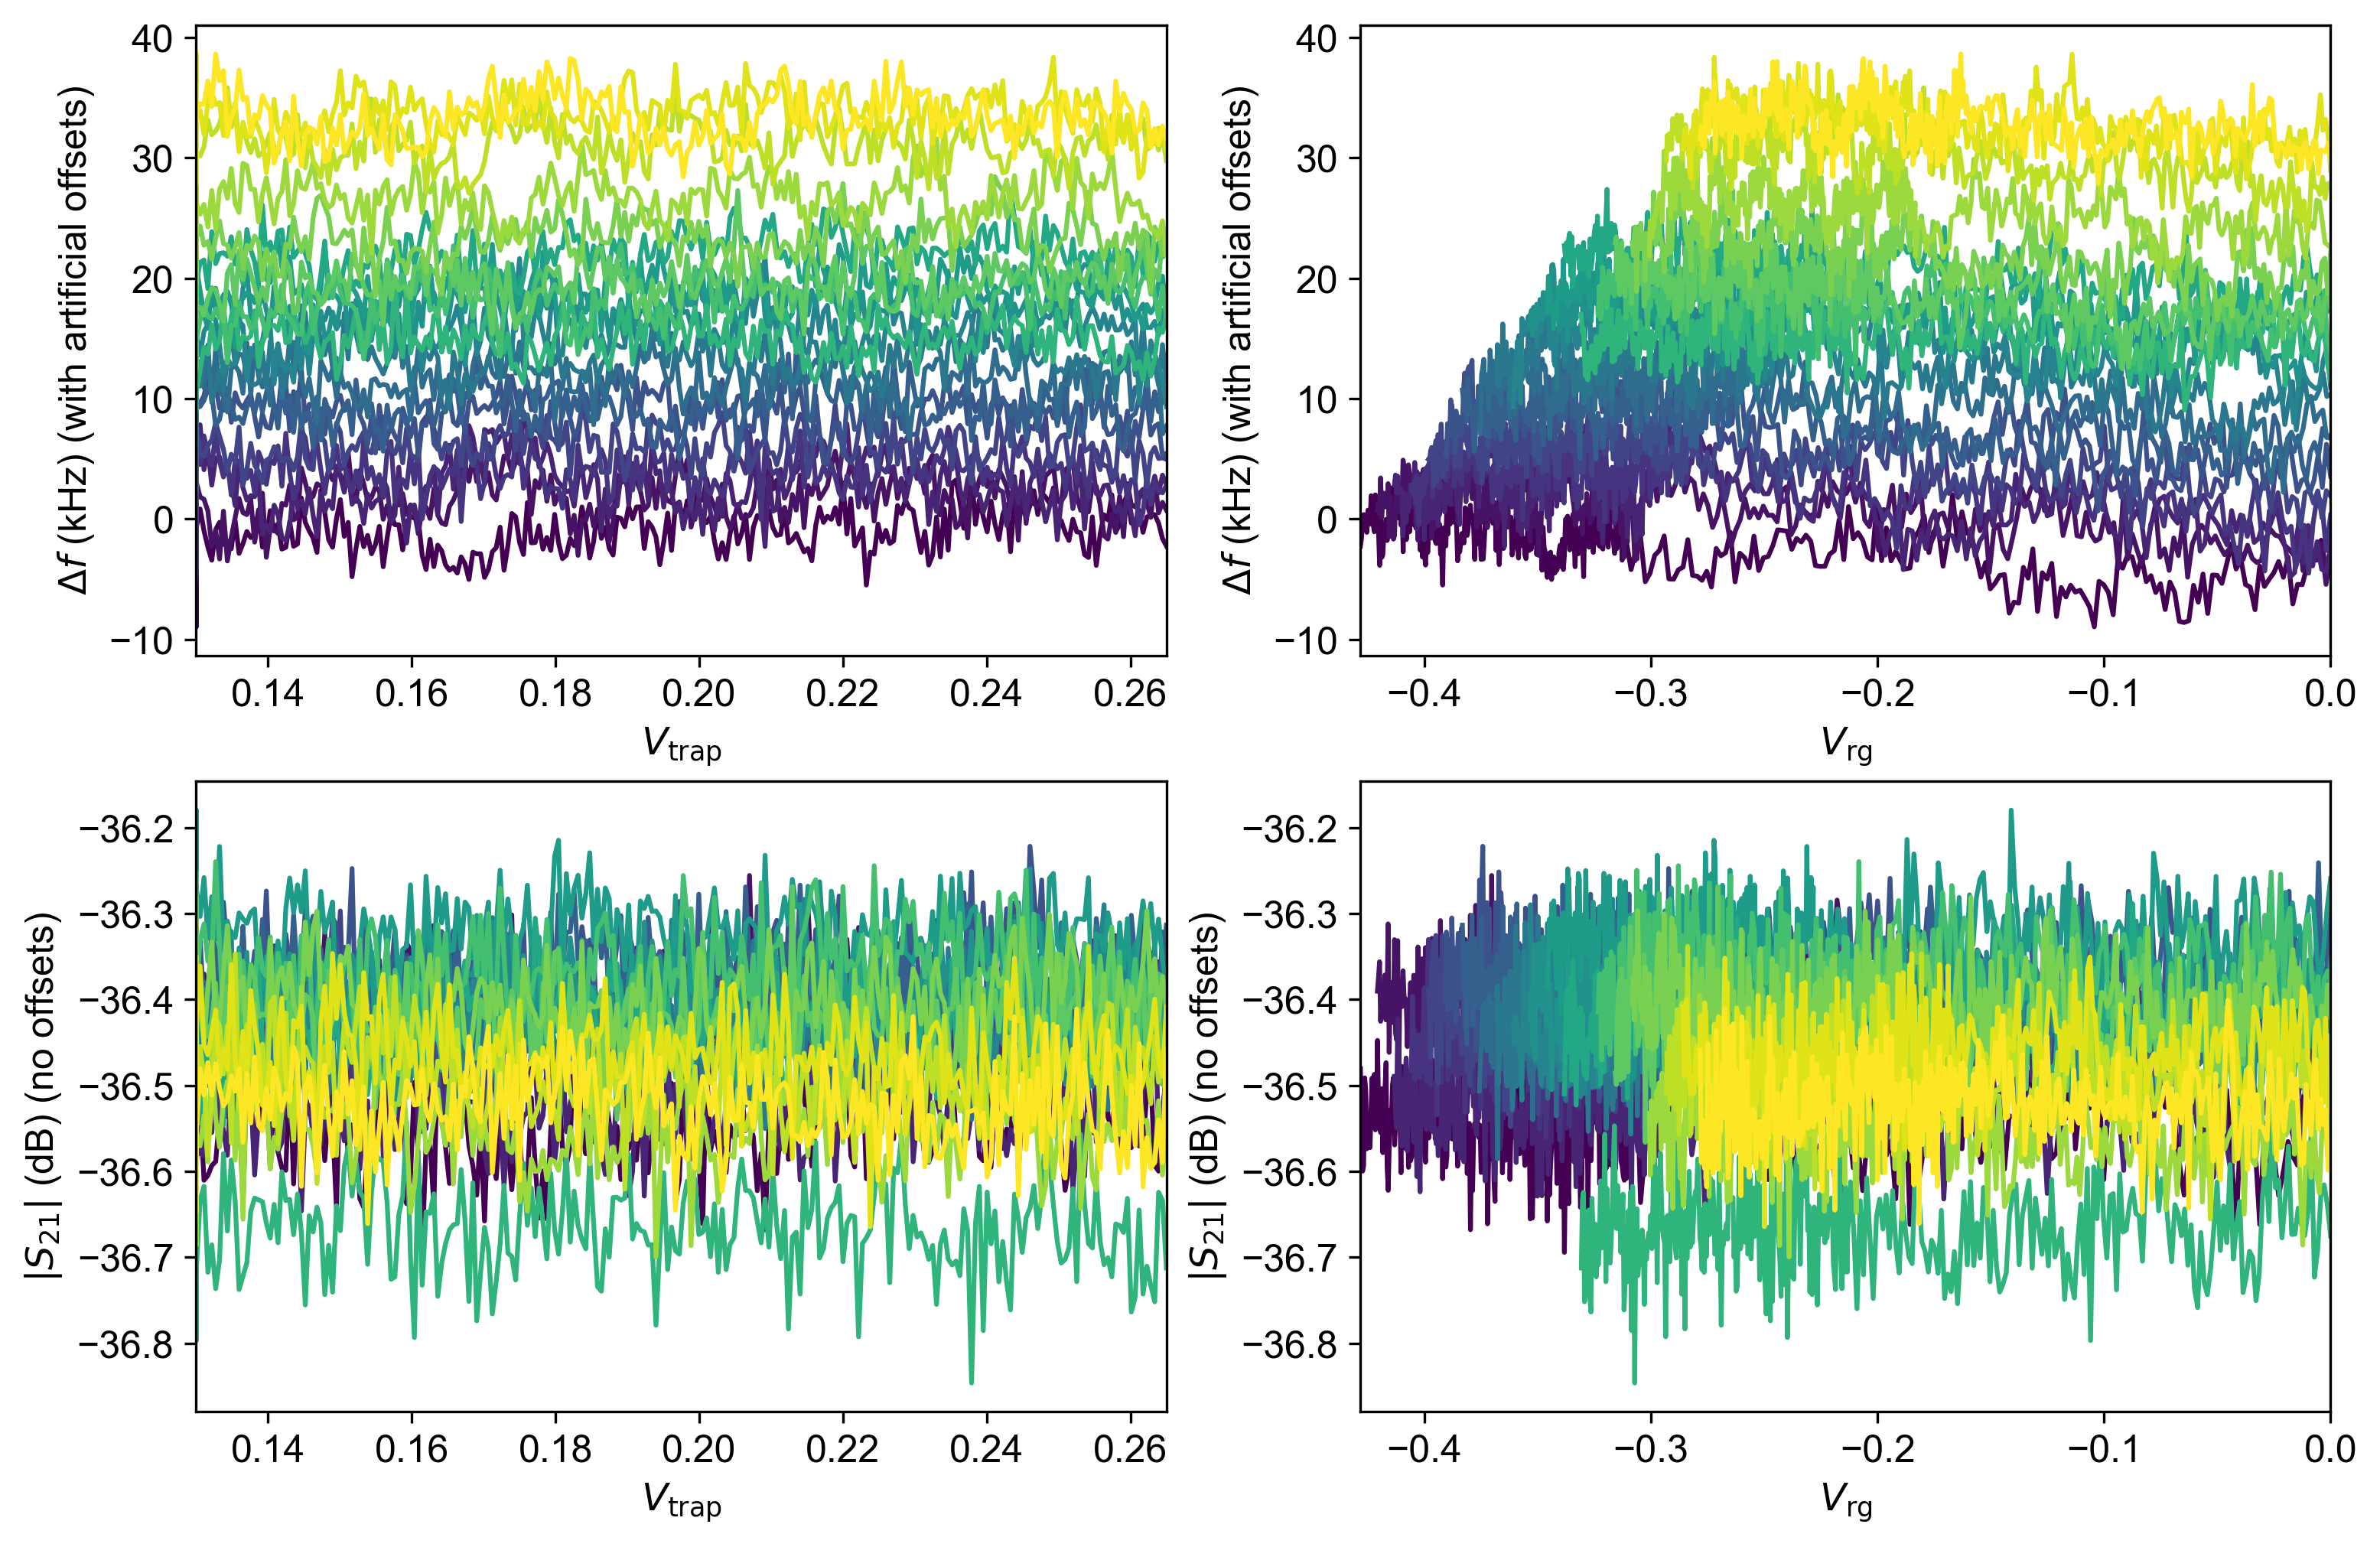 40
30
20
10
0
−10
Δf (kHz) (with artificial offsets)
0.14 0.16 0.18 0.20 0.22 0.24 0.26
V_trap
40
30
20
10
0
−10
Δf (kHz) (with artificial offsets)
−0.4 −0.3 −0.2 −0.1 0.0
V_rg
−36.2
−36.3
−36.4
−36.5
−36.6
−36.7
−36.8
|S_21| (dB) (no offsets)
0.14 0.16 0.18 0.20 0.22 0.24 0.26
V_trap
−36.2
−36.3
−36.4
−36.5
−36.6
−36.7
−36.8
|S_21| (dB) (no offsets)
−0.4 −0.3 −0.2 −0.1 0.0
V_rg